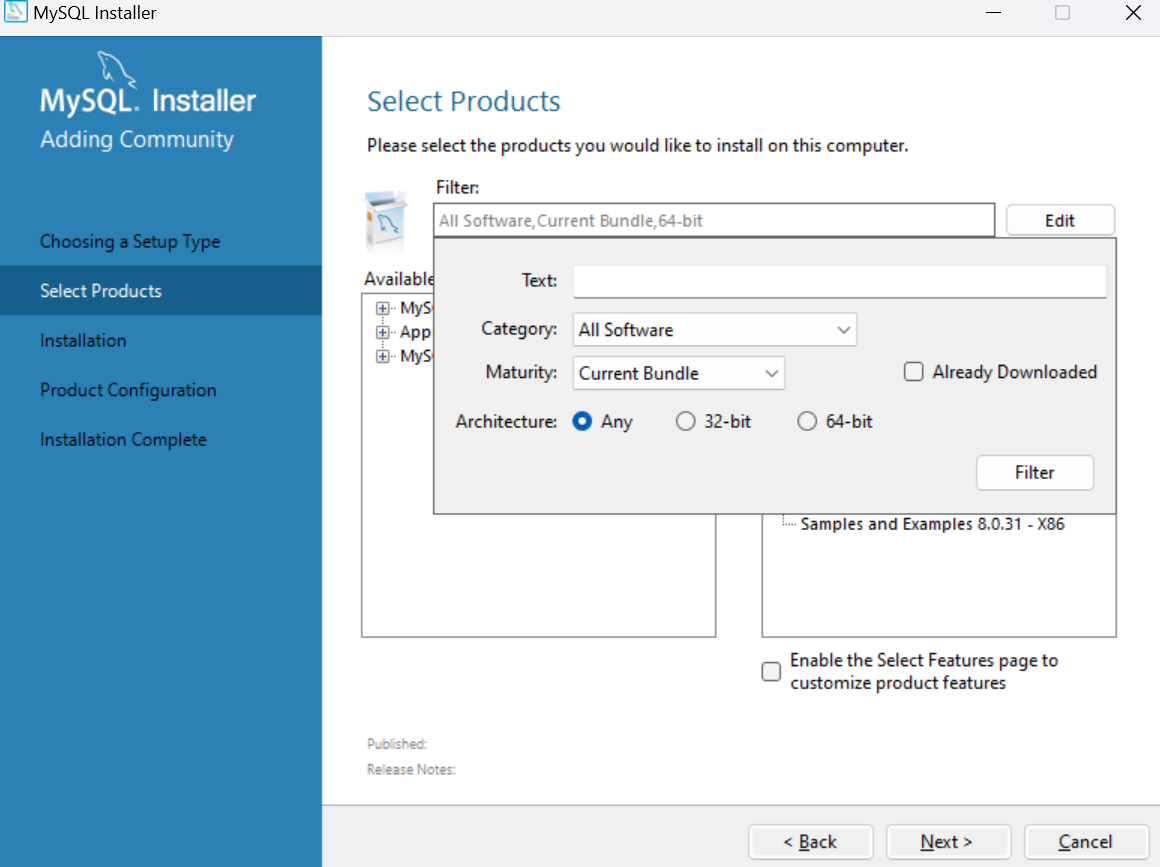 MySQL Installer
MySQL. Installer
Adding Community
Choosing a Setup Type
Select Products
Installation
Product Configuration
Installation Complete
Select Products
Please select the products you would like to install on this computer.
Filter:
All Software,Current Bundle,64-bit
Edit
Available
MyS
App
MyS
Text:
Category: All Software
Maturity: Current Bundle
Already Downloaded
Architecture: Any 32-bit 64-bit
Filter
Samples and Examples 8.0.31 - X86
Enable the Select Features page to
customize product features
Published:
Release Notes:
< Back Next > Cancel